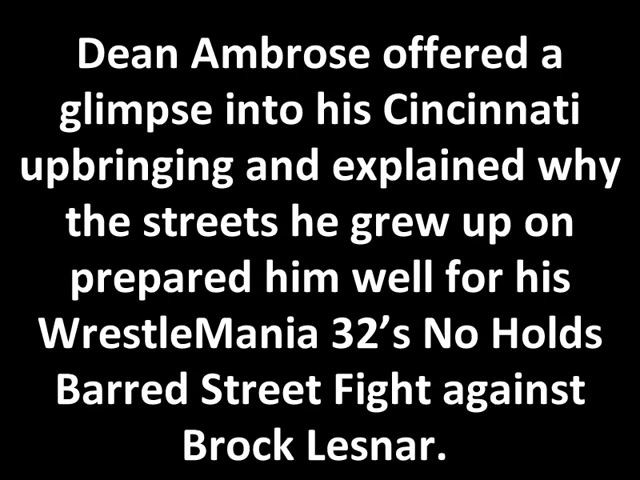 Dean Ambrose offered a
glimpse into his Cincinnati
upbringing and explained why
the streets he grew up on
prepared him well for his
WrestleMania 32’s No Holds
Barred Street Fight against
Brock Lesnar.